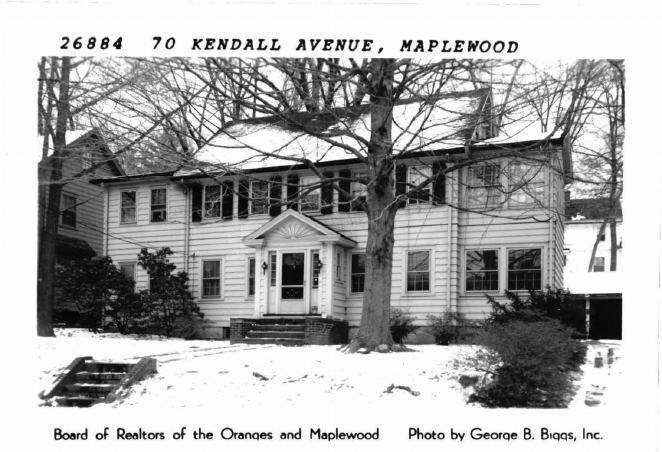 26884 70 KENDALL AVENUE, MAPLEWOOD
Board of Realtors of the Oranges and Maplewood Photo by George B. Biggs, Inc.